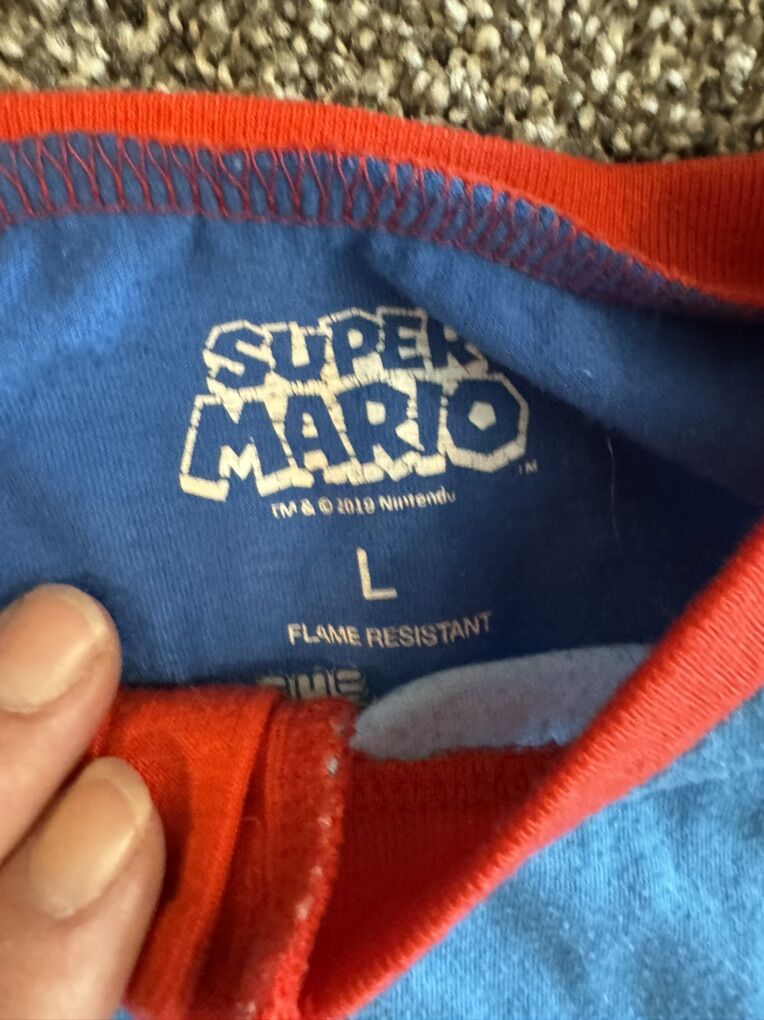 SUPER
MARIO
TM
TM & © 2019 Nintendo
L
FLAME RESISTANT